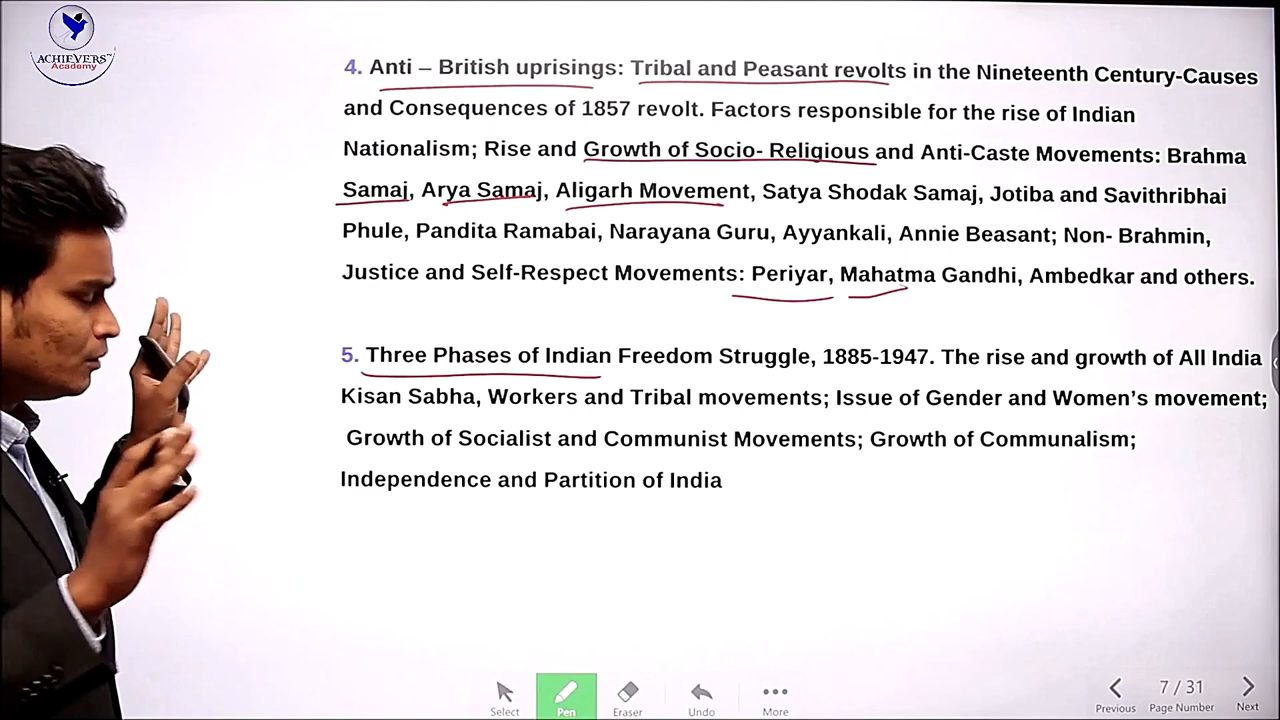 ACHIEVERS™
Academy
4. Anti – British uprisings: Tribal and Peasant revolts in the Nineteenth Century-Causes
and Consequences of 1857 revolt. Factors responsible for the rise of Indian
Nationalism; Rise and Growth of Socio- Religious and Anti-Caste Movements: Brahma
Samaj, Arya Samaj, Aligarh Movement, Satya Shodak Samaj, Jotiba and Savithribhai
Phule, Pandita Ramabai, Narayana Guru, Ayyankali, Annie Beasant; Non- Brahmin,
Justice and Self-Respect Movements: Periyar, Mahatma Gandhi, Ambedkar and others.
5. Three Phases of Indian Freedom Struggle, 1885-1947. The rise and growth of All India
Kisan Sabha, Workers and Tribal movements; Issue of Gender and Women's movement;
Growth of Socialist and Communist Movements; Growth of Communalism;
Independence and Partition of India
Select Pen Eraser Undo More Previous 7 / 31 Page Number Next